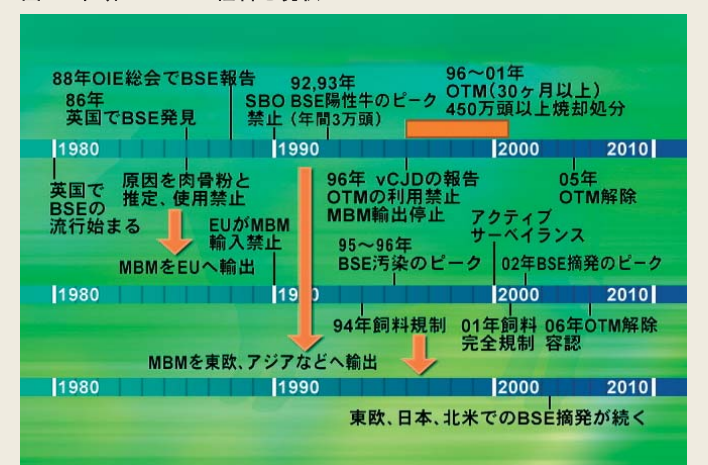 88年OIE総会でBSE報告
86年
英国でBSE発見
SBO
禁止
92,93年
BSE陽性牛のピーク
(年間3万頭)
96〜01年
OTM(30ヶ月以上)
450万頭以上焼却処分
1980
1990
2000
2010
英国で
BSEの
流行始まる
原因を肉骨粉と
推定、使用禁止
96年 vCJDの報告
OTMの利用禁止
MBM輸出停止
05年
OTM解除
MBMをEUへ輸出
EUがMBM
輸入禁止
95〜96年
BSE汚染のピーク
アクティブ
サーベイランス
02年BSE摘発のピーク
1980
19 0
2000
2010
94年飼料規制
01年飼料
完全規制
06年OTM解除
容認
MBMを東欧、アジアなどへ輸出
1980
1990
2000
2010
東欧、日本、北米でのBSE摘発が続く